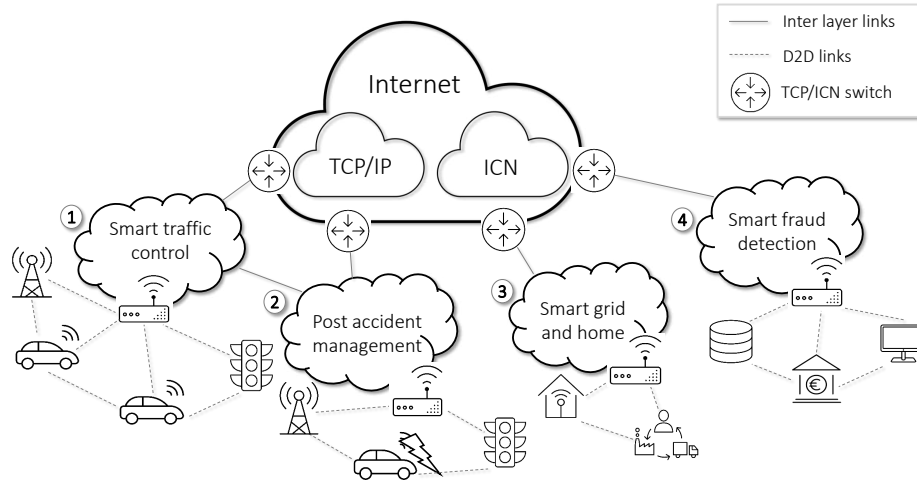 Inter layer links
D2D links
TCP/ICN switch
Internet
TCP/IP
ICN
1
Smart traffic
control
2
Post accident
management
3
Smart grid
and home
4
Smart fraud
detection
€